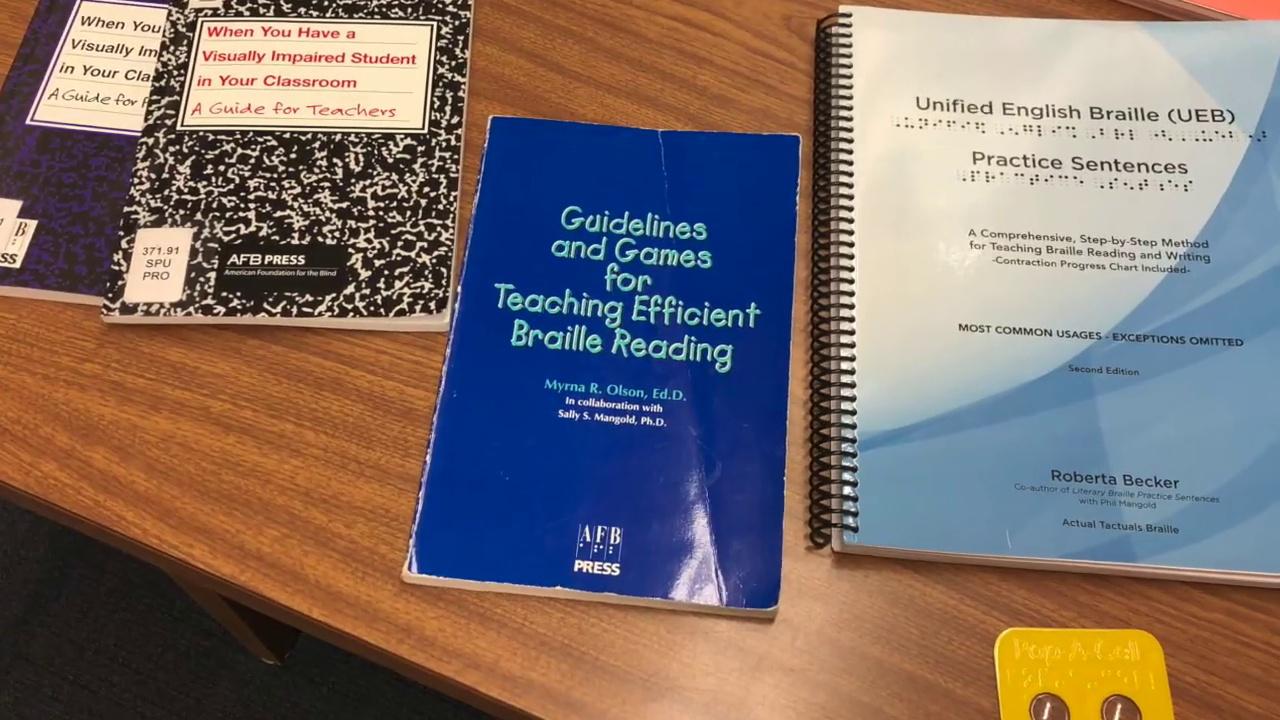 When You
Visually Im
in Your Cla
A Guide for
B
SS
When You Have a
Visually Impaired Student
in Your Classroom
A Guide for Teachers
371.91
SPU
PRO
AFB PRESS
American Foundation for the Blind
Guidelines
and Games
for
Teaching Efficient
Braille Reading
Myrna R. Olson, Ed.D.
In collaboration with
Sally S. Mangold, Ph.D.
AFB
PRESS
Unified English Braille (UEB)
Practice Sentences
A Comprehensive, Step-by-Step Method
for Teaching Braille Reading and Writing
-Contraction Progress Chart Included-
MOST COMMON USAGES - EXCEPTIONS OMITTED
Second Edition
Roberta Becker
Co-author of Literary Braille Practice Sentences
with Phil Mangold
Actual Tactuals Braille
Pop-A-Cell